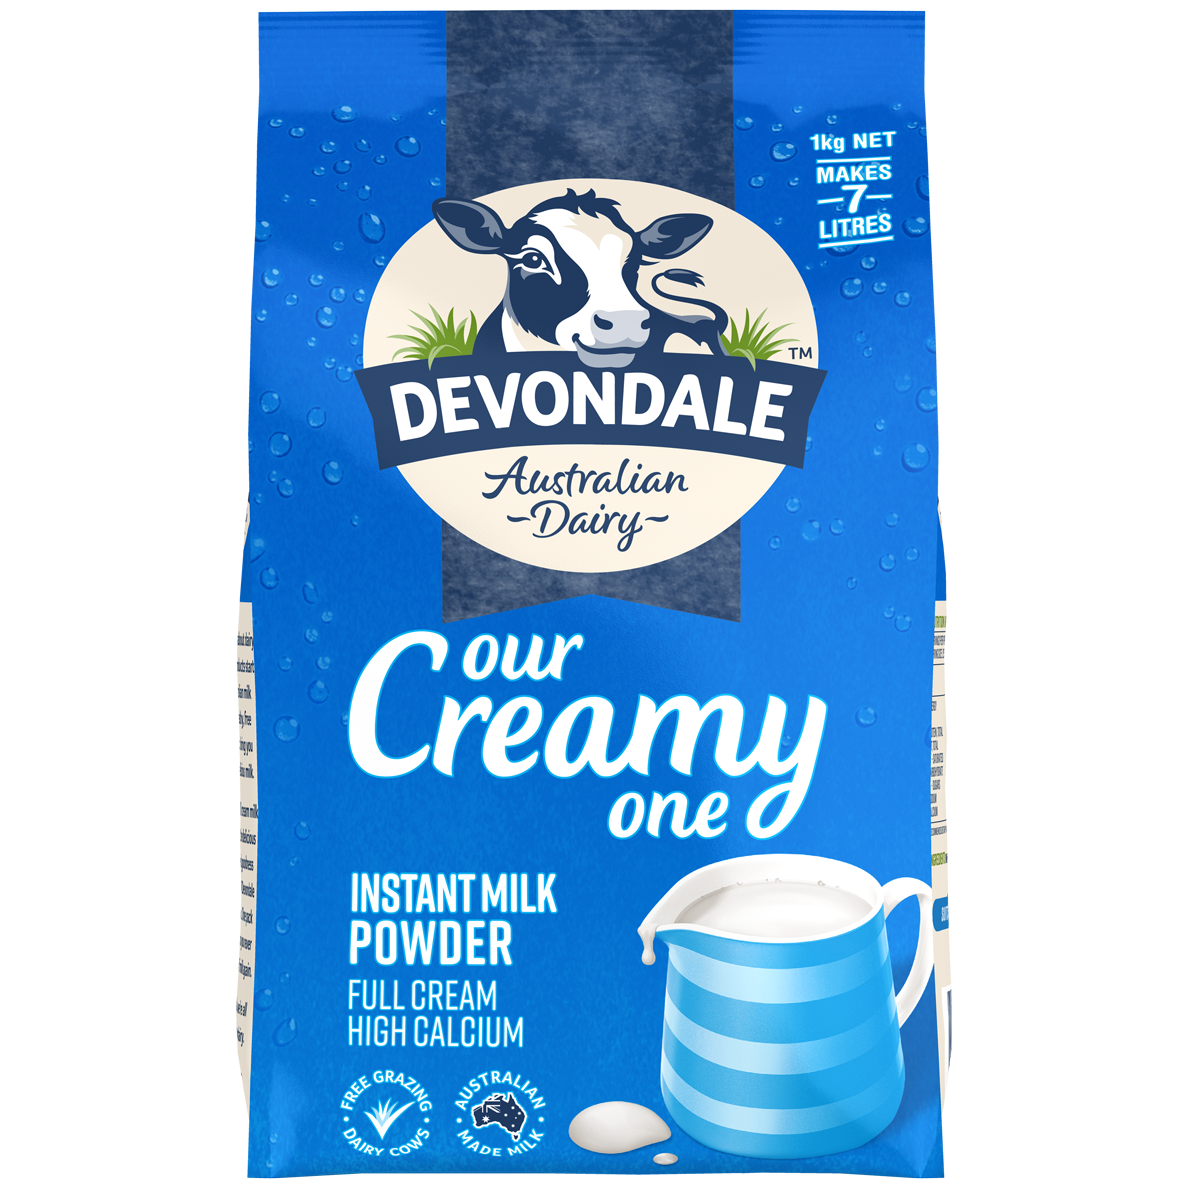 1kg NET
MAKES
7
LITRES
DEVONDALE
™
Australian
~Dairy~
our
Creamy
one
INSTANT MILK
POWDER
FULL CREAM
HIGH CALCIUM
FREE GRAZING
DAIRY COWS
AUSTRALIAN
MADE MILK